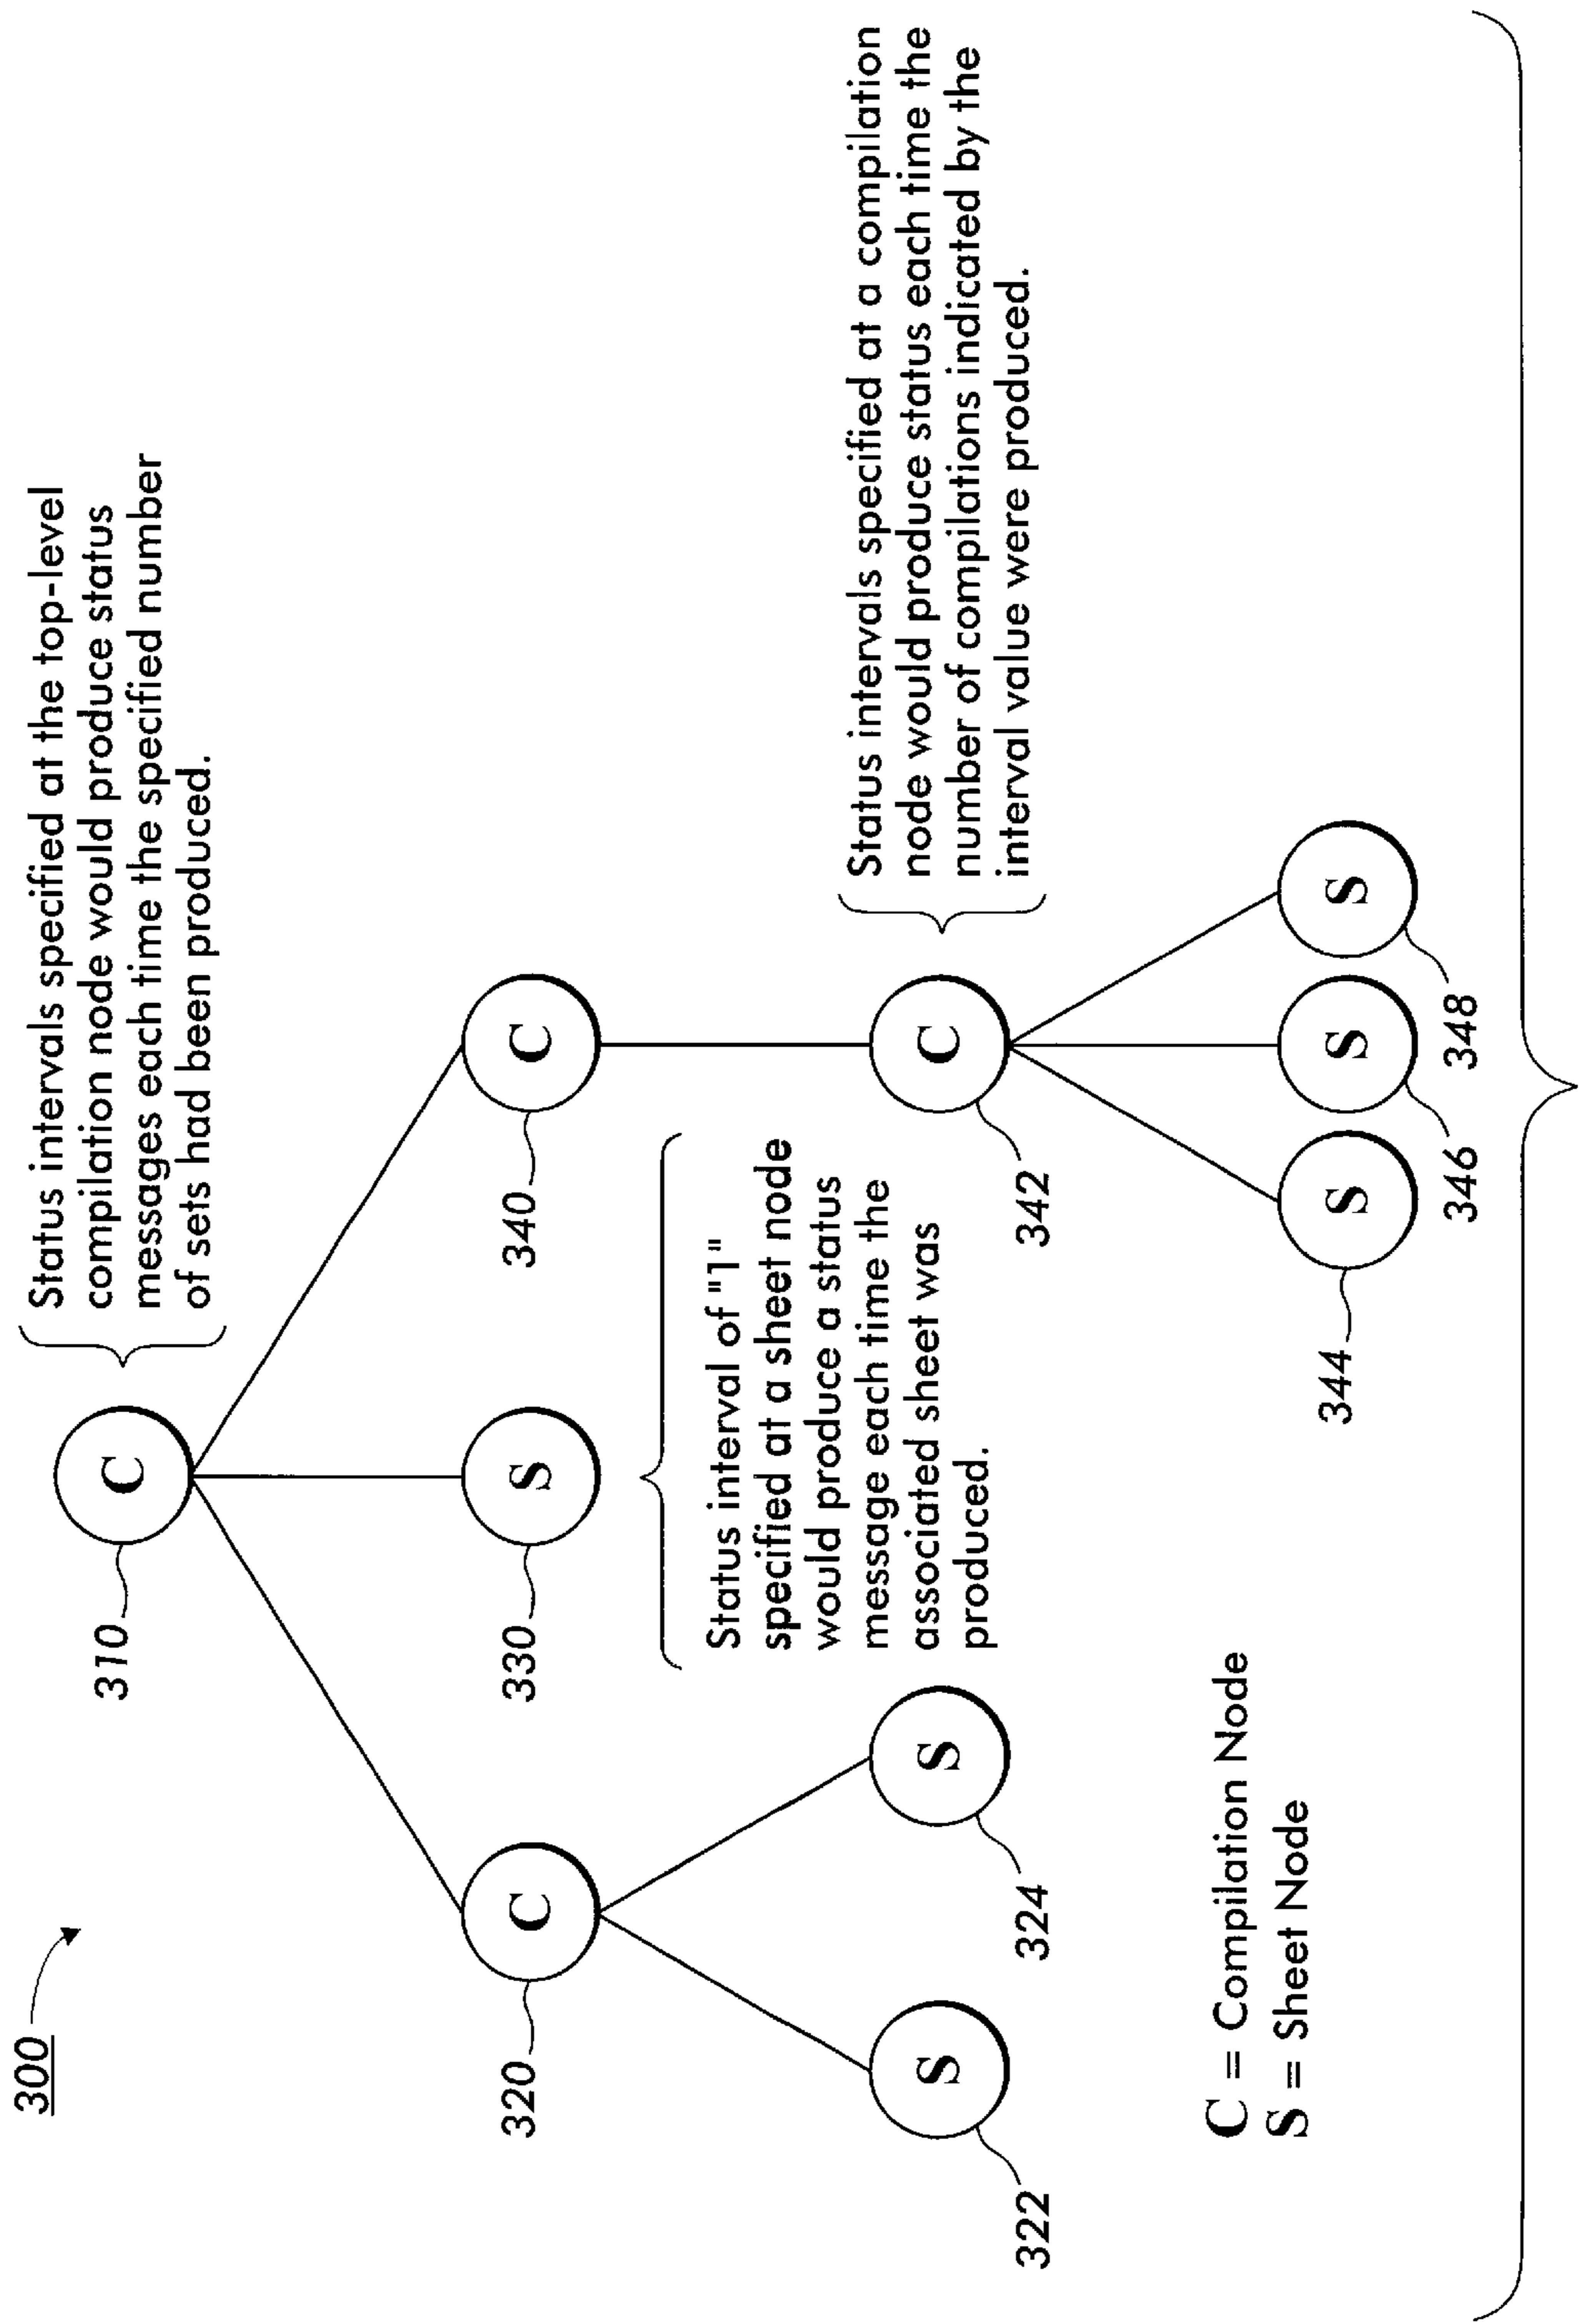 300
Status intervals specified at the top-level
compilation node would produce status
messages each time the specified number
of sets had been produced.
C
310
C
320
S
330
C
340
Status interval of "1"
specified at a sheet node
would produce a status
message each time the
associated sheet was
produced.
Status intervals specified at a compilation
node would produce status each time the
number of compilations indicated by the
interval value were produced.
S
322
S
324
C
342
S
344
S
346
S
348
C = Compilation Node
S = Sheet Node